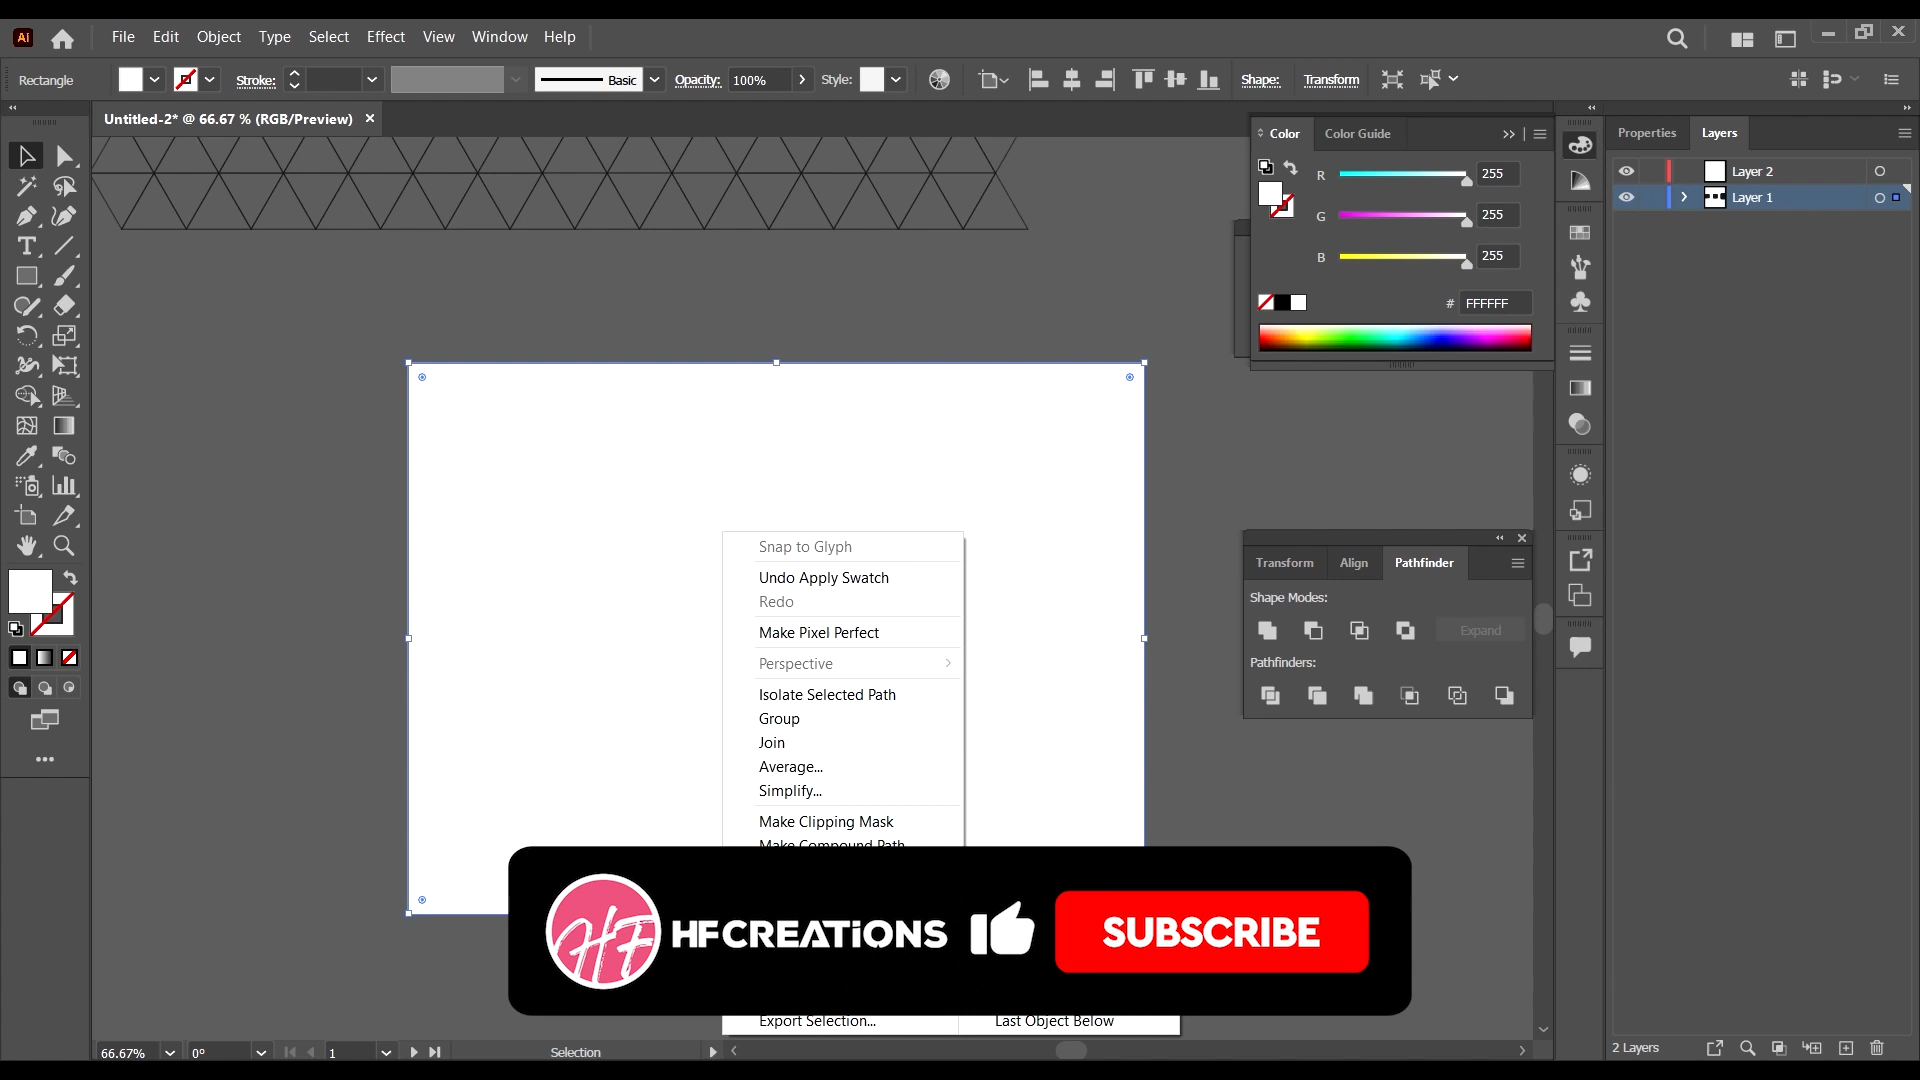 Ai
File Edit Object Type Select Effect View Window Help
Rectangle Stroke: Basic Opacity: 100% Style: Shape: Transform
Untitled-2* @ 66.67 % (RGB/Preview)
Color Color Guide
R 255
G 255
B 255
# FFFFFF
Properties Layers
Layer 2
Layer 1
Snap to Glyph
Undo Apply Swatch
Redo
Make Pixel Perfect
Perspective
Isolate Selected Path
Group
Join
Average...
Simplify...
Make Clipping Mask
Make Compound Path
Transform Align Pathfinder
Shape Modes:
Expand
Pathfinders:
HF HFCREATIONS SUBSCRIBE
Export Selection... Last Object Below
66.67% 0° 1 Selection
2 Layers